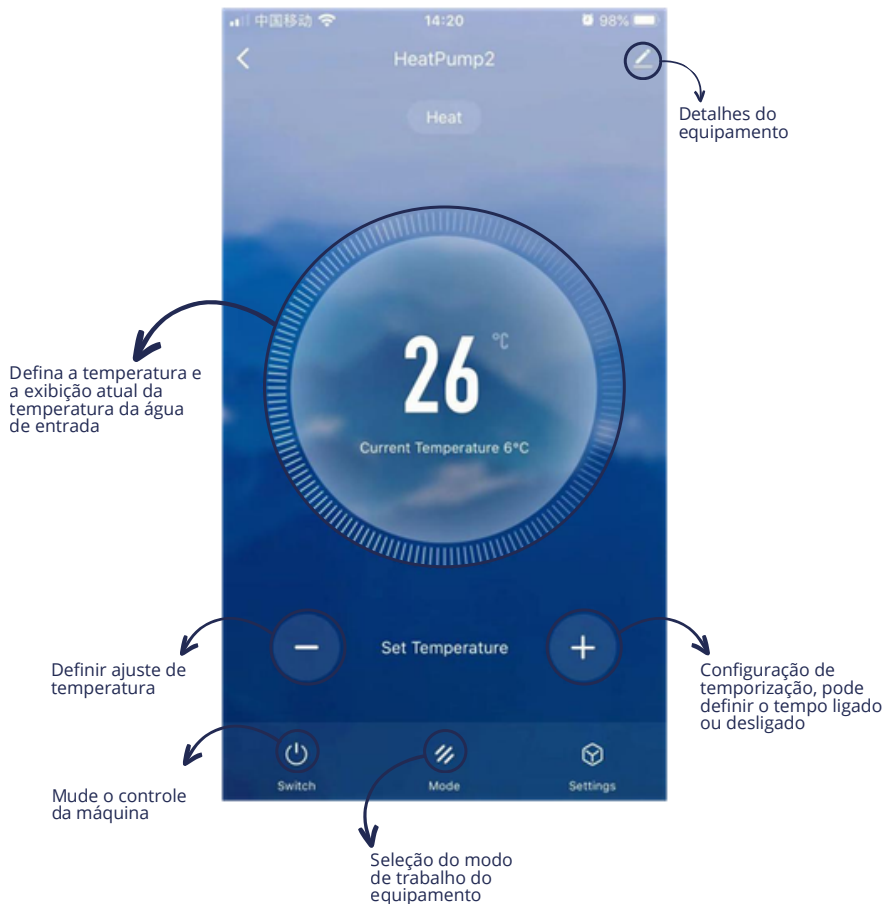 中国移动 14:20 98%
HeatPump2
Heat
Detalhes do
equipamento
26 °C
Current Temperature 6°C
Defina a temperatura e
a exibição atual da
temperatura da água
de entrada
Set Temperature
Definir ajuste de
temperatura
Configuração de
temporização, pode
definir o tempo ligado
ou desligado
Switch
Mode
Settings
Mude o controle
da máquina
Seleção do modo
de trabalho do
equipamento